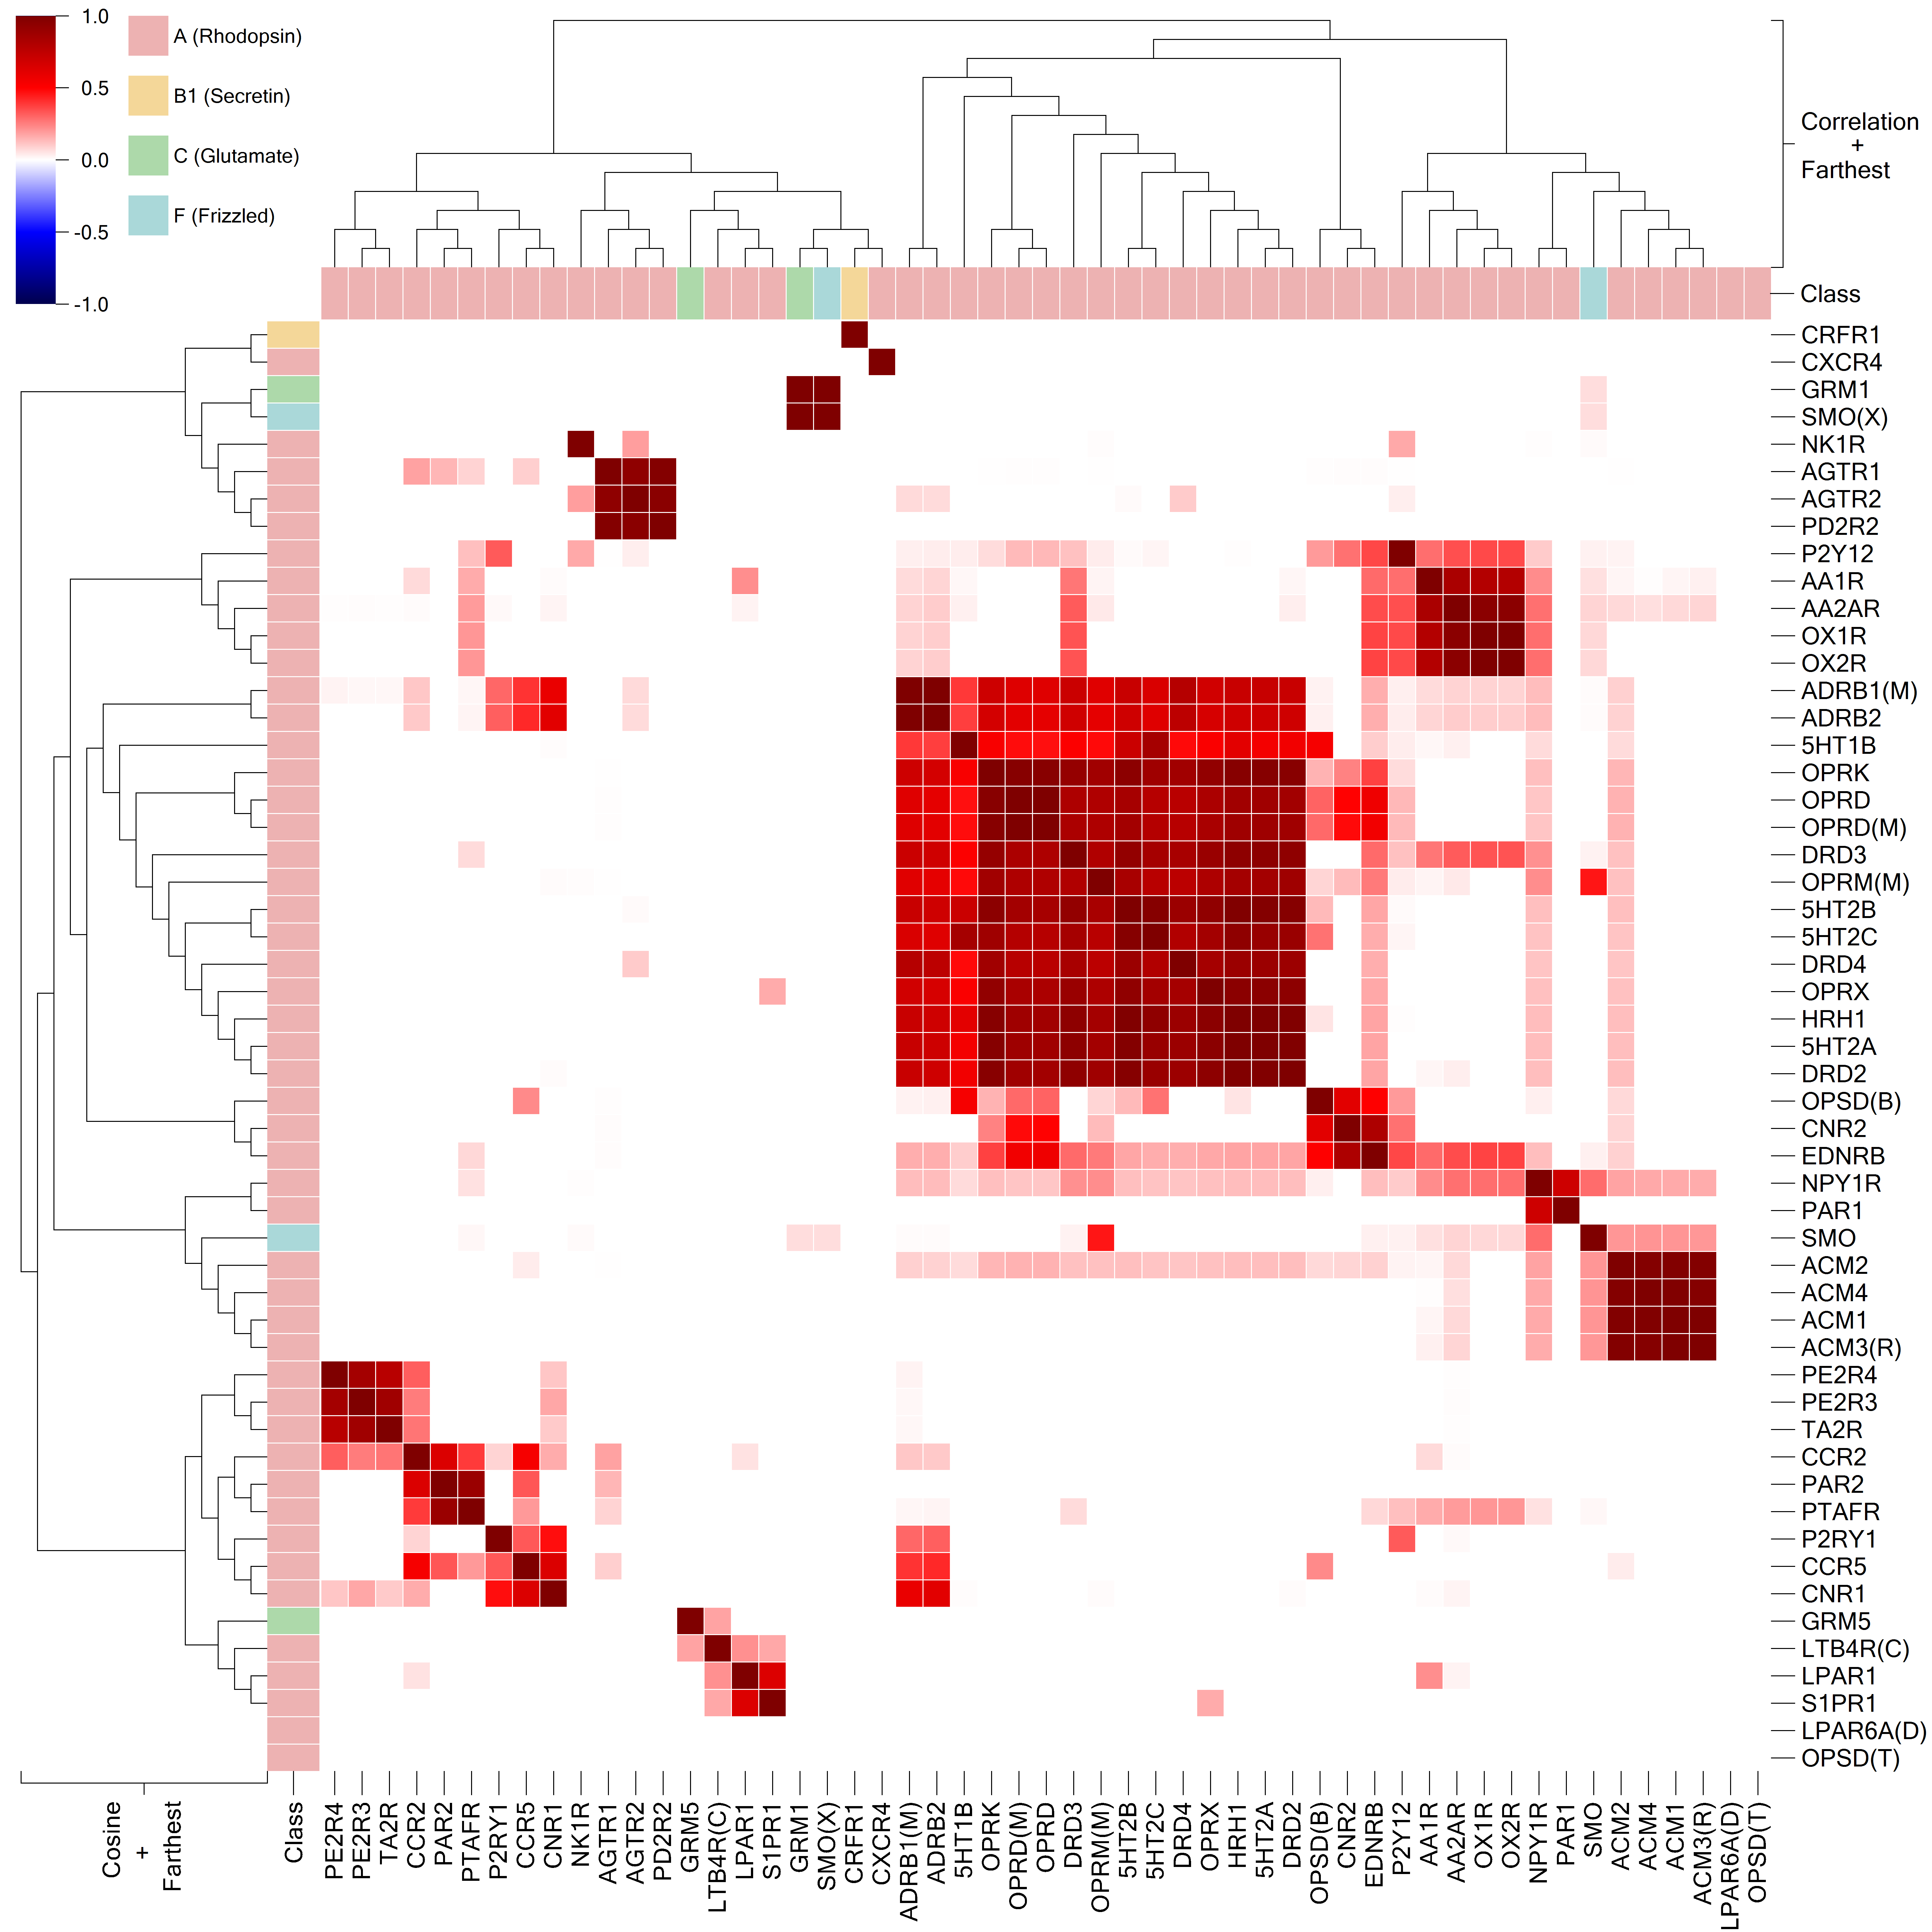 1.0
0.5
0.0
-0.5
-1.0
A (Rhodopsin)
B1 (Secretin)
C (Glutamate)
F (Frizzled)
Correlation
+
Farthest
Class
CRFR1
CXCR4
GRM1
SMO(X)
NK1R
AGTR1
AGTR2
PD2R2
P2Y12
AA1R
AA2AR
OX1R
OX2R
ADRB1(M)
ADRB2
5HT1B
OPRK
OPRD
OPRD(M)
DRD3
OPRM(M)
5HT2B
5HT2C
DRD4
OPRX
HRH1
5HT2A
DRD2
OPSD(B)
CNR2
EDNRB
NPY1R
PAR1
SMO
ACM2
ACM4
ACM1
ACM3(R)
PE2R4
PE2R3
TA2R
CCR2
PAR2
PTAFR
P2RY1
CCR5
CNR1
GRM5
LTB4R(C)
LPAR1
S1PR1
LPAR6A(D)
OPSD(T)
Cosine
+
Farthest
Class
PE2R4
PE2R3
TA2R
CCR2
PAR2
PTAFR
P2RY1
CCR5
CNR1
NK1R
AGTR1
AGTR2
PD2R2
GRM5
LTB4R(C)
LPAR1
S1PR1
GRM1
SMO(X)
CRFR1
CXCR4
ADRB1(M)
ADRB2
5HT1B
OPRK
OPRD(M)
OPRD
DRD3
OPRM(M)
5HT2B
5HT2C
DRD4
OPRX
HRH1
5HT2A
DRD2
OPSD(B)
CNR2
EDNRB
P2Y12
AA1R
AA2AR
OX1R
OX2R
NPY1R
PAR1
SMO
ACM2
ACM4
ACM1
ACM3(R)
LPAR6A(D)
OPSD(T)